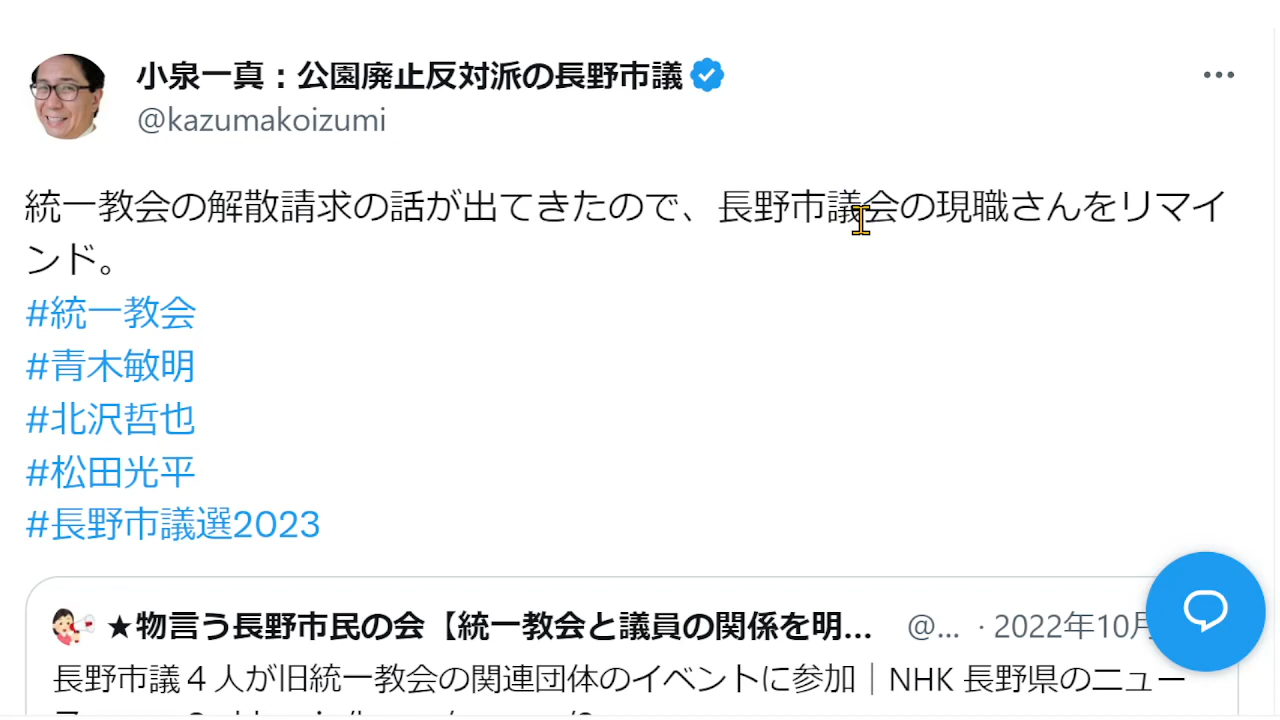 小泉一真：公園廃止反対派の長野市議
@kazumakoizumi
統一教会の解散請求の話が出てきたので、長野市議会の現職さんをリマイ
ンド。
#統一教会
#青木敏明
#北沢哲也
#松田光平
#長野市議選2023
★物言う長野市民の会【統一教会と議員の関係を明... @... · 2022年10月
長野市議４人が旧統一教会の関連団体のイベントに参加｜NHK 長野県のニュー